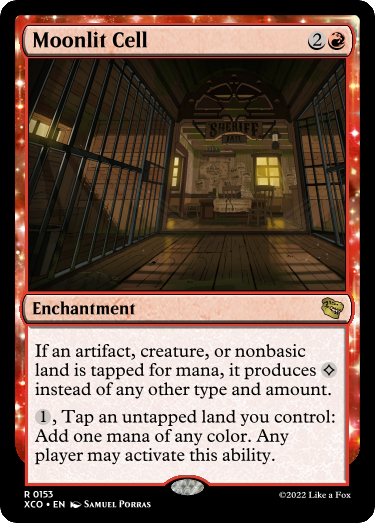 Moonlit Cell 2
SHERIFF
If an artifact, creature, or nonbasic
land is tapped for mana, it produces
instead of any other type and amount.
1, Tap an untapped land you control:
Add one mana of any color. Any
player may activate this ability.
Enchantment
R 0153
XCO • EN SAMUEL PORRAS
©2022 Like a Fox